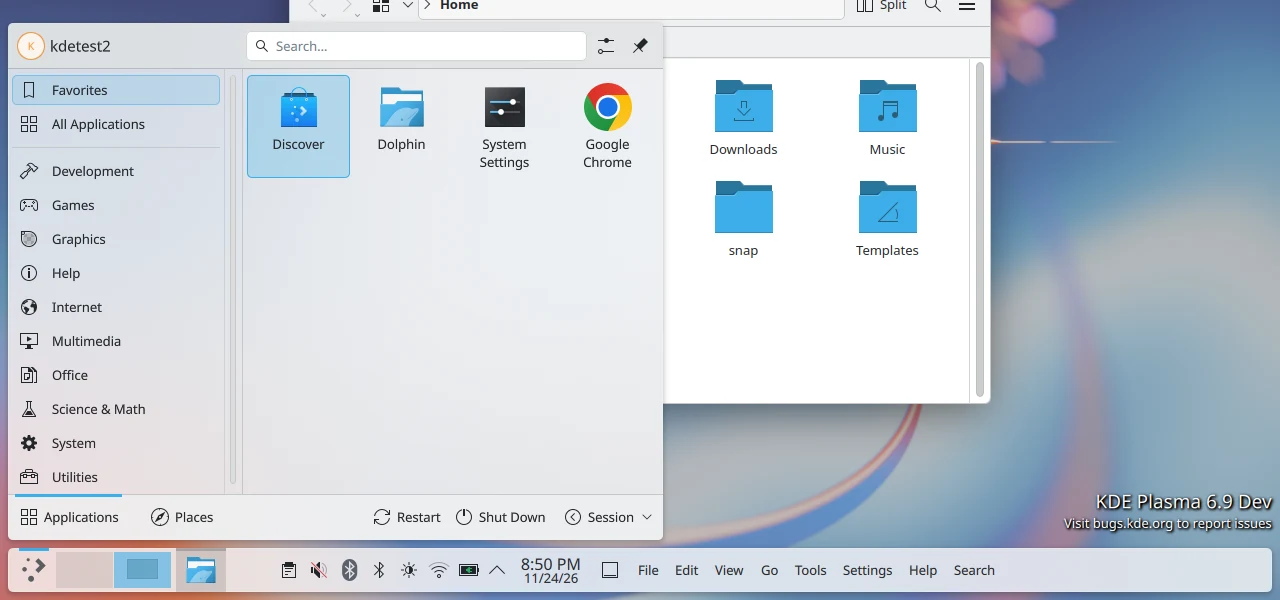 Home
Split
kdetest2
Search...
Favorites
All Applications
Development
Games
Graphics
Help
Internet
Multimedia
Office
Science & Math
System
Utilities
Discover
Dolphin
System
Settings
Google
Chrome
Downloads
Music
snap
Templates
Applications
Places
Restart
Shut Down
Session
KDE Plasma 6.9 Dev
Visit bugs.kde.org to report issues
8:50 PM
11/24/26
File
Edit
View
Go
Tools
Settings
Help
Search